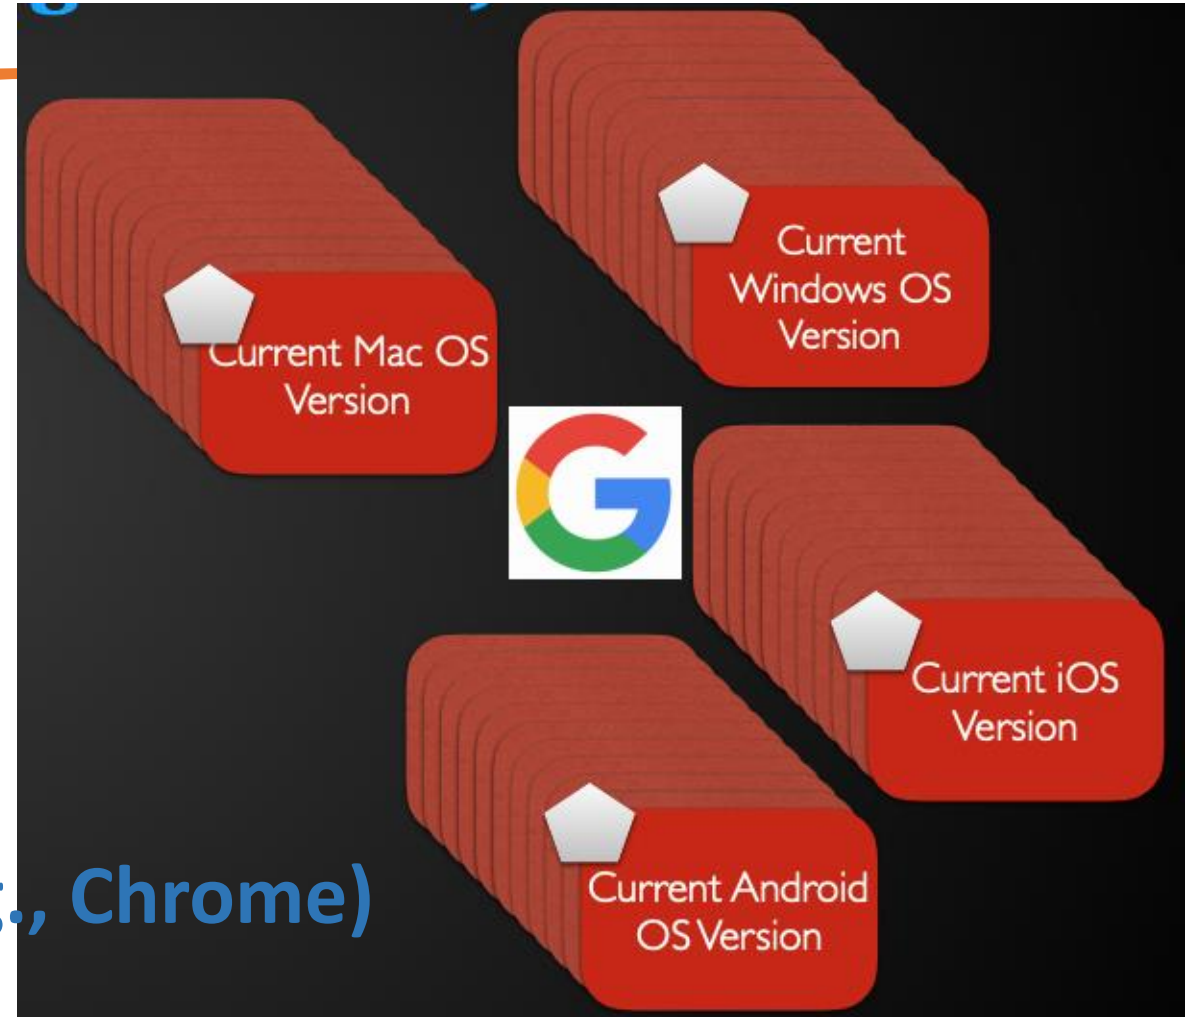 Current
Windows OS
Version
Current Mac OS
Version
Current iOS
Version
Current Android
OS Version
., Chrome)